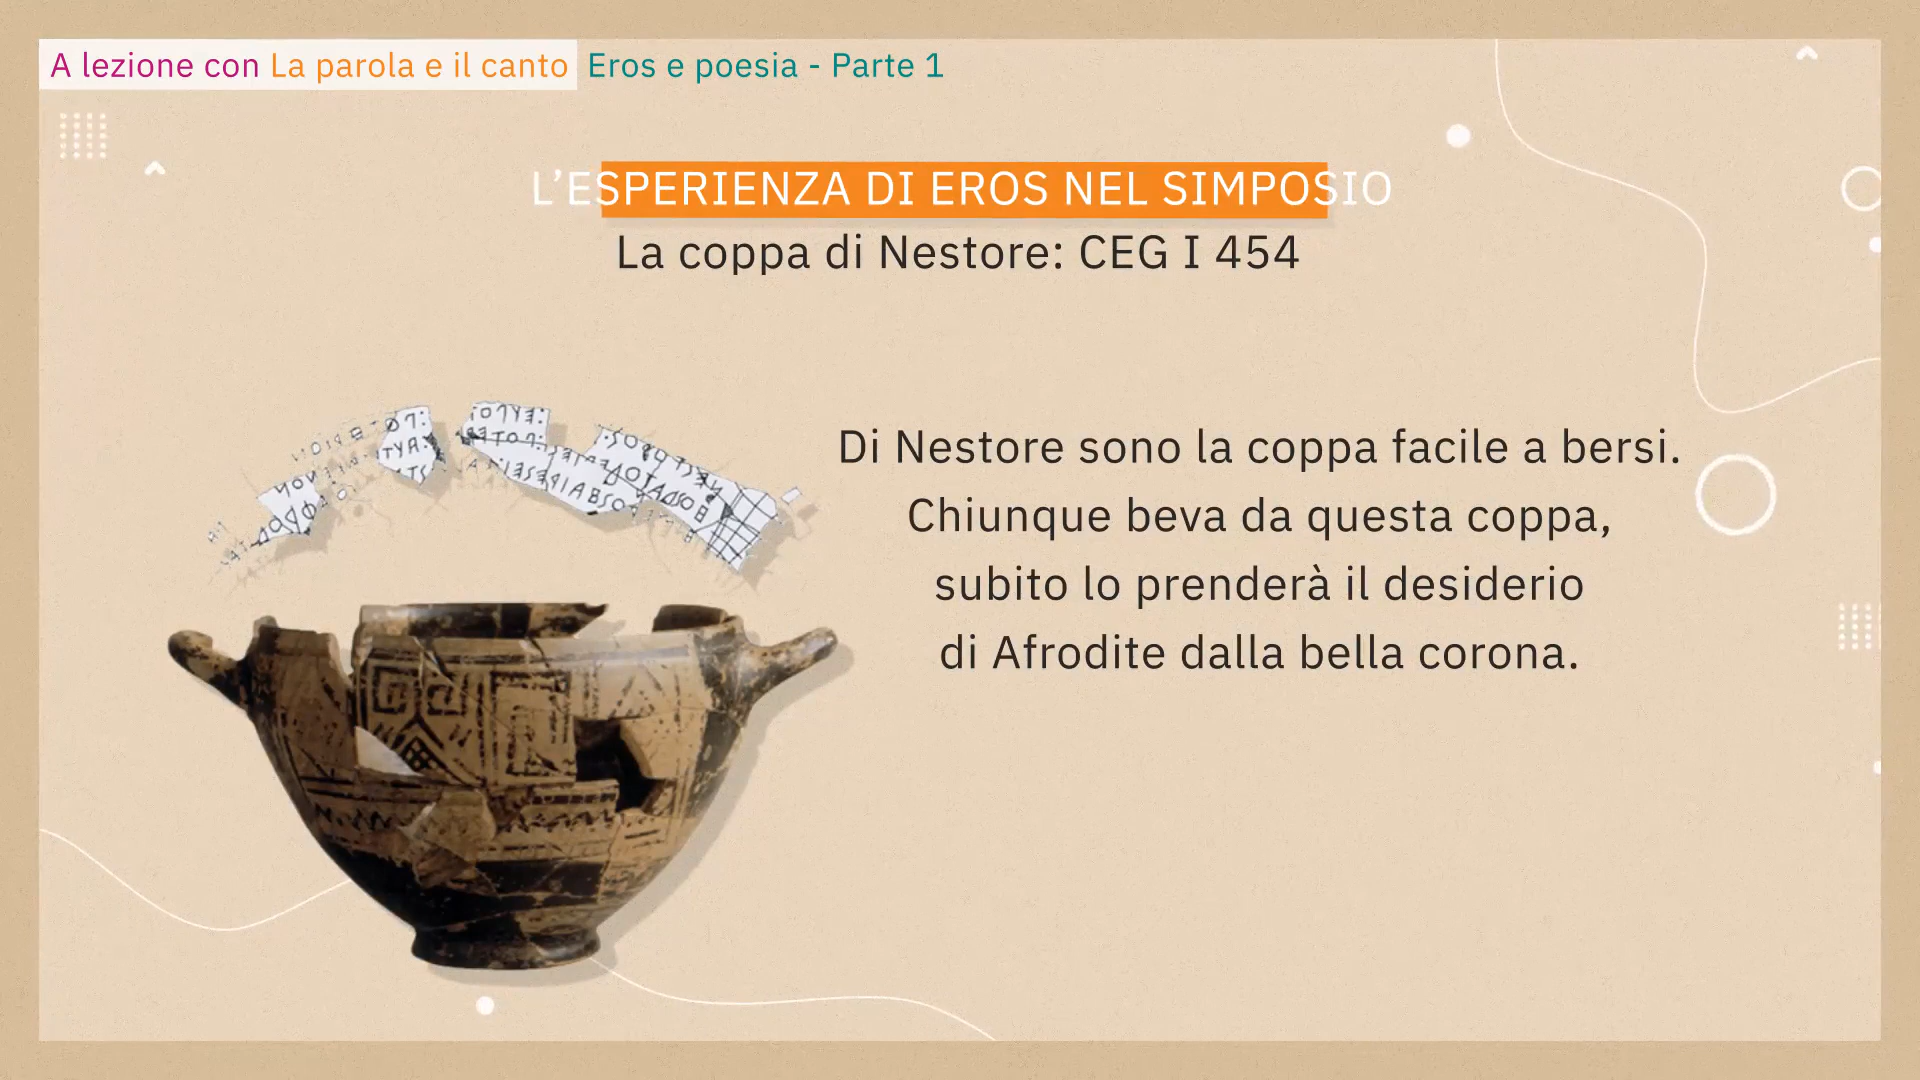 A lezione con La parola e il canto Eros e poesia - Parte 1
L’ESPERIENZA DI EROS NEL SIMPOSIO
La coppa di Nestore: CEG I 454
Di Nestore sono la coppa facile a bersi.
Chiunque beva da questa coppa,
subito lo prenderà il desiderio
di Afrodite dalla bella corona.